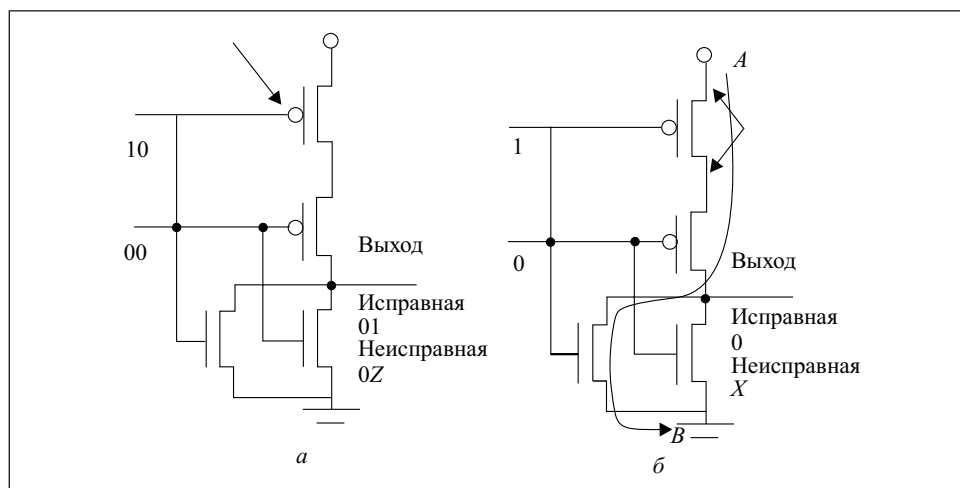 10
00
Выход
Исправная
01
Неисправная
0Z
а
A
1
0
Выход
Исправная
0
Неисправная
X
B
б